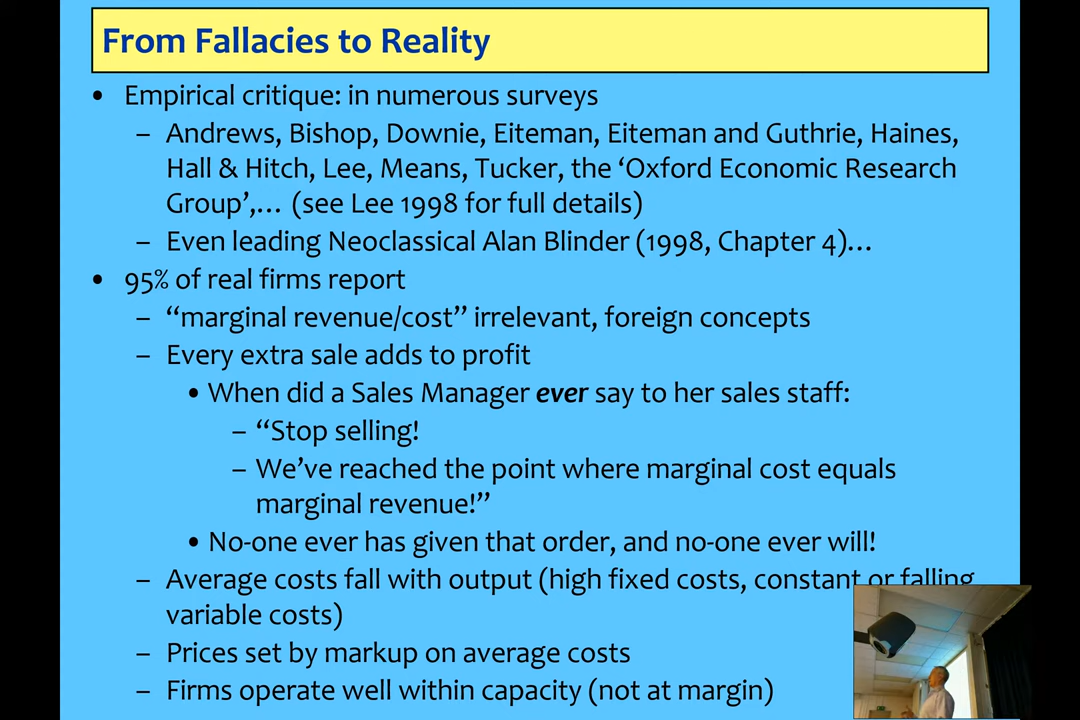 From Fallacies to Reality
• Empirical critique: in numerous surveys
– Andrews, Bishop, Downie, Eiteman, Eiteman and Guthrie, Haines,
Hall & Hitch, Lee, Means, Tucker, the ‘Oxford Economic Research
Group’,… (see Lee 1998 for full details)
– Even leading Neoclassical Alan Blinder (1998, Chapter 4)…
• 95% of real firms report
– “marginal revenue/cost” irrelevant, foreign concepts
– Every extra sale adds to profit
• When did a Sales Manager ever say to her sales staff:
– “Stop selling!
– We’ve reached the point where marginal cost equals
marginal revenue!”
• No-one ever has given that order, and no-one ever will!
– Average costs fall with output (high fixed costs, constant or falling
variable costs)
– Prices set by markup on average costs
– Firms operate well within capacity (not at margin)